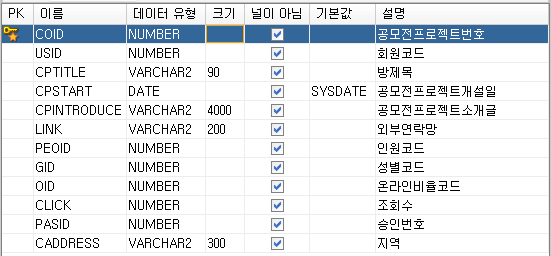 PK 이름 데이터 유형 크기 널이 아님 기본값 설명
COID NUMBER 공모전프로젝트번호
USID NUMBER 회원코드
CPTITLE VARCHAR2 90 방제목
CPSTART DATE SYSDATE 공모전프로젝트개설일
CPINTRODUCE VARCHAR2 4000 공모전프로젝트소개글
LINK VARCHAR2 200 외부연락망
PEOID NUMBER 인원코드
GID NUMBER 성별코드
OID NUMBER 온라인비율코드
CLICK NUMBER 조회수
PASID NUMBER 승인번호
CADDRESS VARCHAR2 300 지역